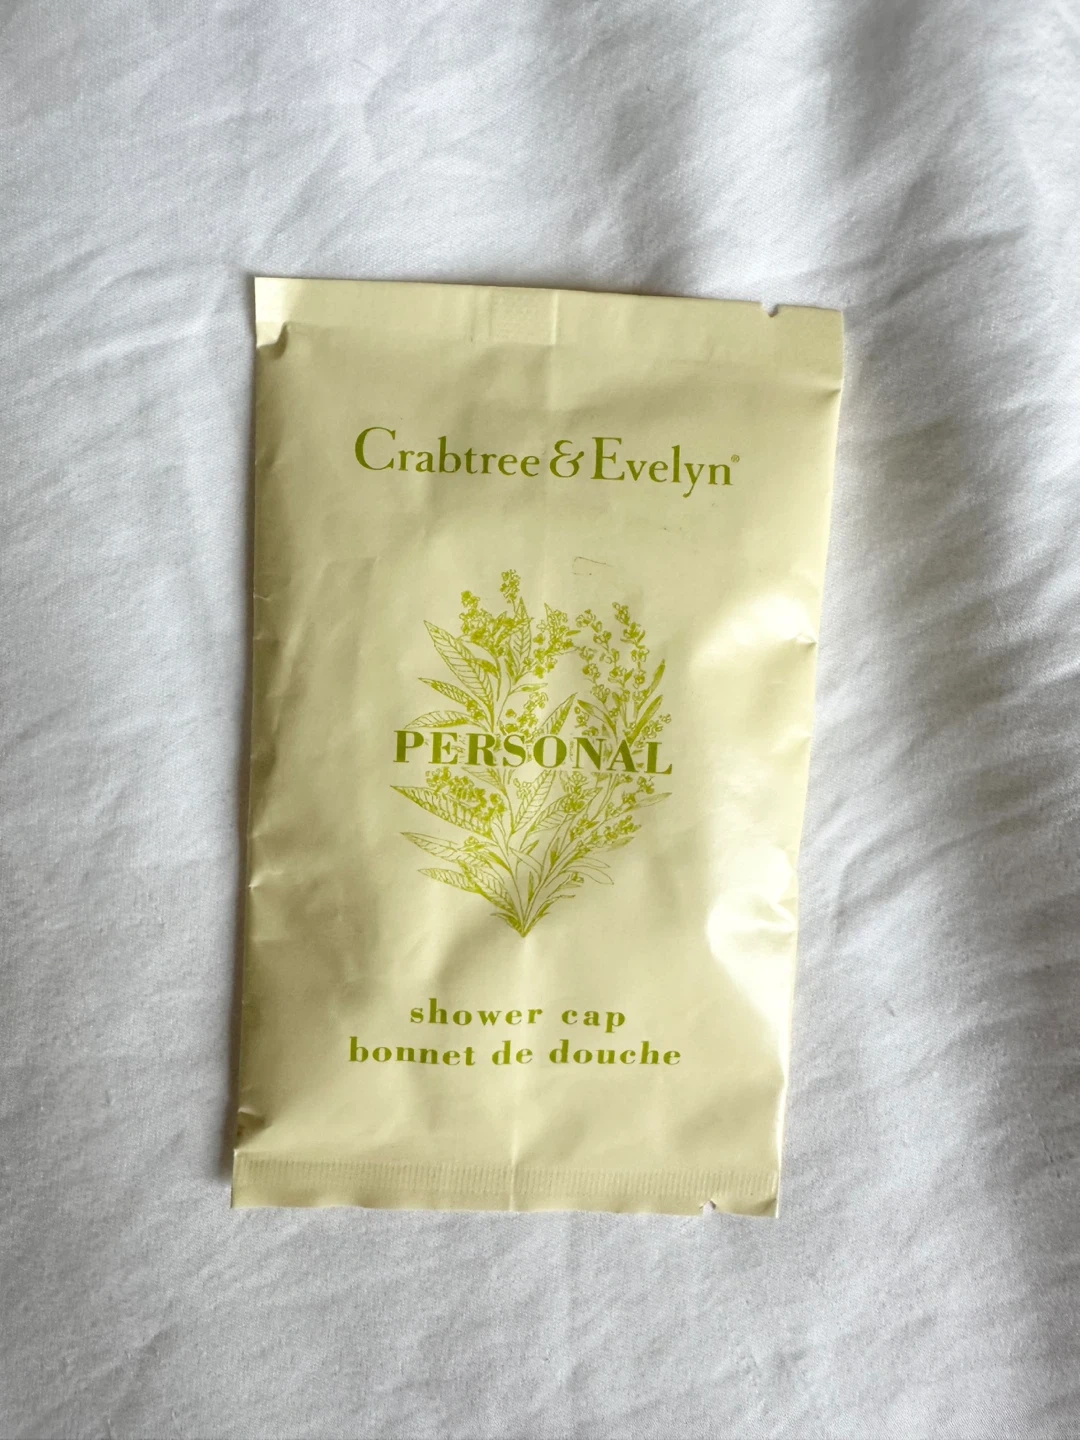 Crabtree & Evelyn®
PERSONAL
shower cap
bonnet de douche